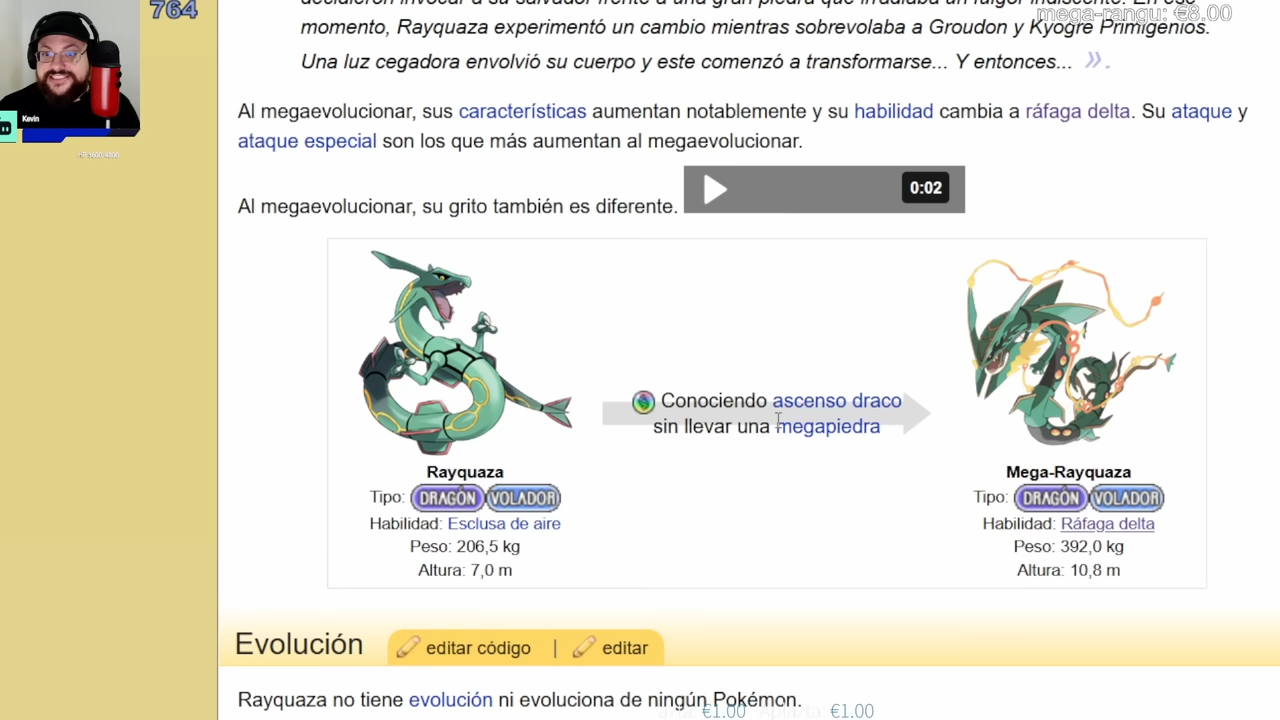 764
decidieron invocar a su salvador frente a una gran piedra que irradiaba un fulgor iridiscente. En ese
mega-rangu: €8.00
momento, Rayquaza experimentó un cambio mientras sobrevolaba a Groudon y Kyogre Primigenios.
Una luz cegadora envolvió su cuerpo y este comenzó a transformarse... Y entonces... ».
Kevin
Al megaevolucionar, sus características aumentan notablemente y su habilidad cambia a ráfaga delta. Su ataque y
ataque especial son los que más aumentan al megaevolucionar.
Al megaevolucionar, su grito también es diferente.
0:02
Conociendo ascenso draco
sin llevar una megapiedra
Rayquaza
Tipo: DRAGÓN VOLADOR
Habilidad: Esclusa de aire
Peso: 206,5 kg
Altura: 7,0 m
Mega-Rayquaza
Tipo: DRAGÓN VOLADOR
Habilidad: Ráfaga delta
Peso: 392,0 kg
Altura: 10,8 m
Evolución editar código | editar
Rayquaza no tiene evolución ni evoluciona de ningún Pokémon.
€1.00 €1.00